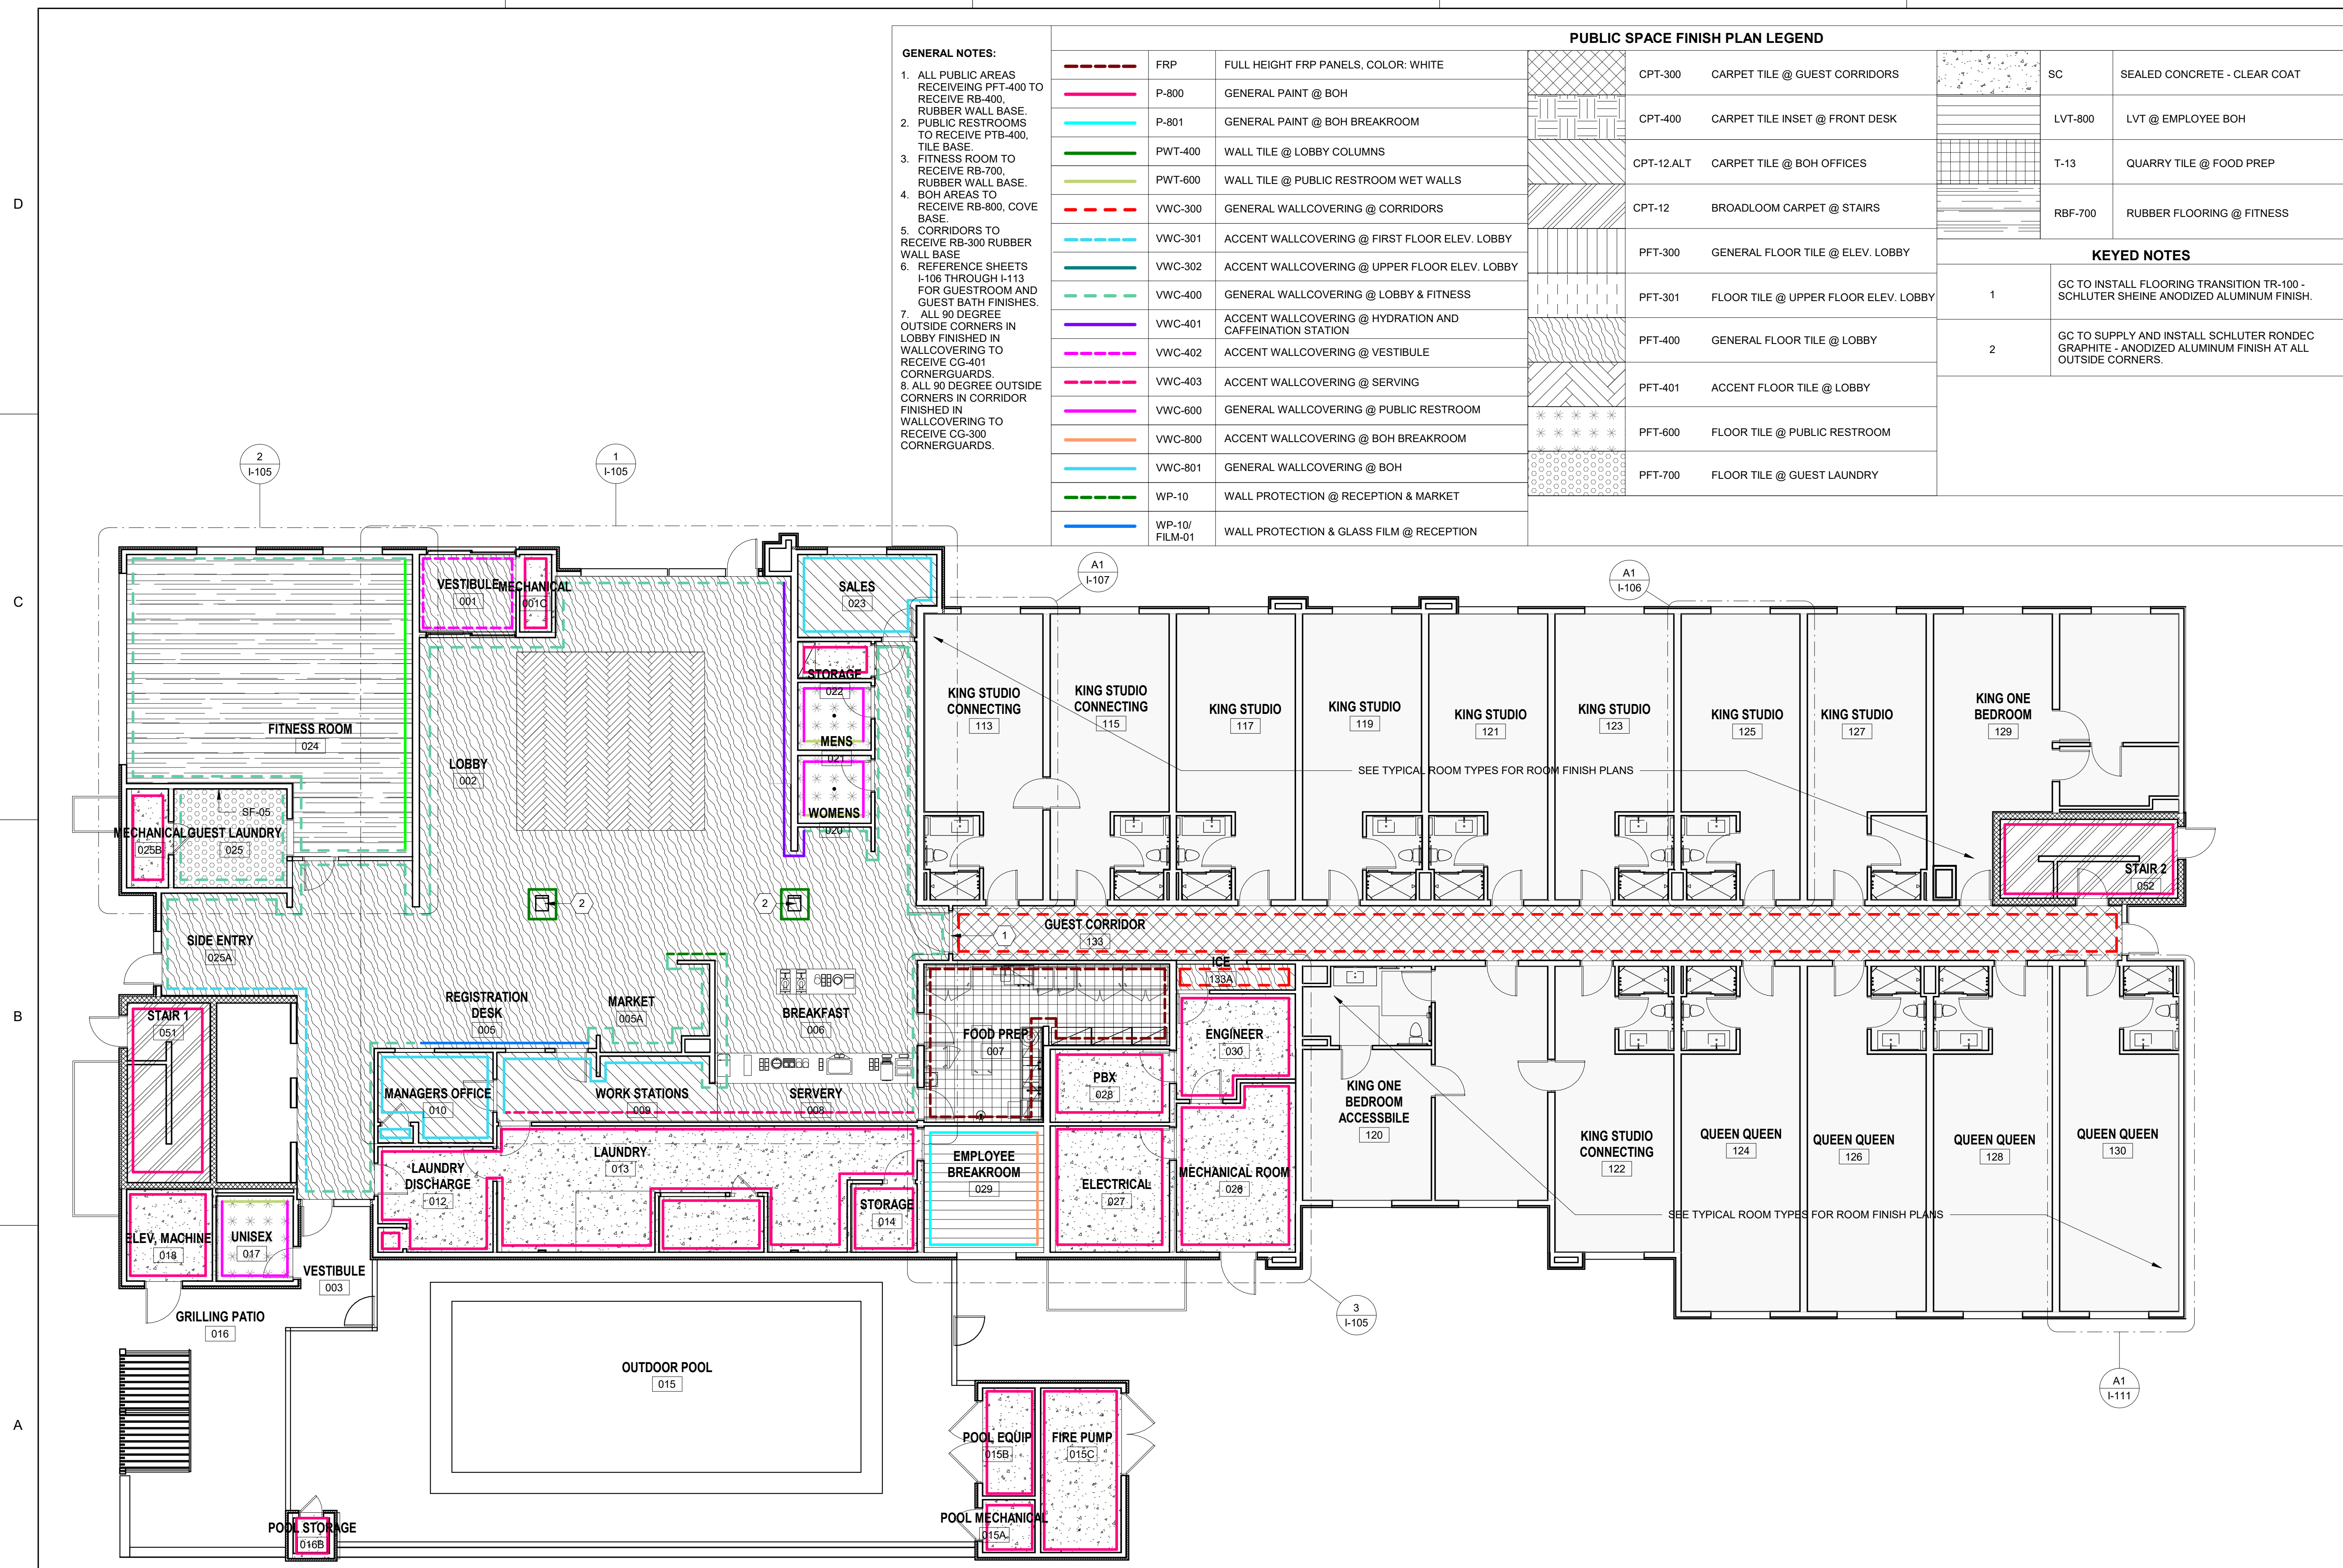 PUBLIC SPACE FINISH PLAN LEGEND
GENERAL NOTES:
1. ALL PUBLIC AREAS
RECEIVEING PFT-400 TO
RECEIVE RB-400,
RUBBER WALL BASE.
2. PUBLIC RESTROOMS
TO RECEIVE PTB-400,
TILE BASE.
3. FITNESS ROOM TO
RECEIVE RB-700,
RUBBER WALL BASE.
4. BOH AREAS TO
RECEIVE RB-800, COVE
BASE.
5. CORRIDORS TO
RECEIVE RB-300 RUBBER
WALL BASE
6. REFERENCE SHEETS
I-106 THROUGH I-113
FOR GUESTROOM AND
GUEST BATH FINISHES.
7. ALL 90 DEGREE
OUTSIDE CORNERS IN
LOBBY FINISHED IN
WALLCOVERING TO
RECEIVE CG-401
CORNERGUARDS.
8. ALL 90 DEGREE OUTSIDE
CORNERS IN CORRIDOR
FINISHED IN
WALLCOVERING TO
RECEIVE CG-300
CORNERGUARDS.
FRP FULL HEIGHT FRP PANELS, COLOR: WHITE
P-800 GENERAL PAINT @ BOH
P-801 GENERAL PAINT @ BOH BREAKROOM
PWT-400 WALL TILE @ LOBBY COLUMNS
PWT-600 WALL TILE @ PUBLIC RESTROOM WET WALLS
VWC-300 GENERAL WALLCOVERING @ CORRIDORS
VWC-301 ACCENT WALLCOVERING @ FIRST FLOOR ELEV. LOBBY
VWC-302 ACCENT WALLCOVERING @ UPPER FLOOR ELEV. LOBBY
VWC-400 GENERAL WALLCOVERING @ LOBBY & FITNESS
VWC-401 ACCENT WALLCOVERING @ HYDRATION AND
CAFFEINATION STATION
VWC-402 ACCENT WALLCOVERING @ VESTIBULE
VWC-403 ACCENT WALLCOVERING @ SERVING
VWC-600 GENERAL WALLCOVERING @ PUBLIC RESTROOM
VWC-800 ACCENT WALLCOVERING @ BOH BREAKROOM
VWC-801 GENERAL WALLCOVERING @ BOH
WP-10 WALL PROTECTION @ RECEPTION & MARKET
WP-10/
FILM-01 WALL PROTECTION & GLASS FILM @ RECEPTION
CPT-300 CARPET TILE @ GUEST CORRIDORS
CPT-400 CARPET TILE INSET @ FRONT DESK
CPT-12.ALT CARPET TILE @ BOH OFFICES
CPT-12 BROADLOOM CARPET @ STAIRS
PFT-300 GENERAL FLOOR TILE @ ELEV. LOBBY
PFT-301 FLOOR TILE @ UPPER FLOOR ELEV. LOBBY
PFT-400 GENERAL FLOOR TILE @ LOBBY
PFT-401 ACCENT FLOOR TILE @ LOBBY
PFT-600 FLOOR TILE @ PUBLIC RESTROOM
PFT-700 FLOOR TILE @ GUEST LAUNDRY
SC SEALED CONCRETE - CLEAR COAT
LVT-800 LVT @ EMPLOYEE BOH
T-13 QUARRY TILE @ FOOD PREP
RBF-700 RUBBER FLOORING @ FITNESS
KEYED NOTES
1 GC TO INSTALL FLOORING TRANSITION TR-100 -
SCHLUTER SHEINE ANODIZED ALUMINUM FINISH.
2 GC TO SUPPLY AND INSTALL SCHLUTER RONDEC
GRAPHITE - ANODIZED ALUMINUM FINISH AT ALL
OUTSIDE CORNERS.
D
C
B
A
2
I-105
1
I-105
A1
I-107
A1
I-106
VESTIBULE
001
MECHANICAL
001C
SALES
023
STORAGE
022
MENS
021
WOMENS
020
FITNESS ROOM
024
LOBBY
002
SF-05
MECHANICAL
025B
GUEST LAUNDRY
025
KING STUDIO
CONNECTING
113
KING STUDIO
CONNECTING
115
KING STUDIO
117
KING STUDIO
119
KING STUDIO
121
KING STUDIO
123
KING STUDIO
125
KING STUDIO
127
KING ONE
BEDROOM
129
SEE TYPICAL ROOM TYPES FOR ROOM FINISH PLANS
STAIR 2
052
2
2
1
SIDE ENTRY
025A
GUEST CORRIDOR
133
ICE
133A
REGISTRATION
DESK
005
MARKET
005A
BREAKFAST
006
STAIR 1
051
FOOD PREP
007
ENGINEER
030
PBX
028
MANAGERS OFFICE
010
WORK STATIONS
009
SERVERY
008
KING ONE
BEDROOM
ACCESSBILE
120
KING STUDIO
CONNECTING
122
QUEEN QUEEN
124
QUEEN QUEEN
126
QUEEN QUEEN
128
QUEEN QUEEN
130
LAUNDRY
013
LAUNDRY
DISCHARGE
012
STORAGE
014
EMPLOYEE
BREAKROOM
029
ELECTRICAL
027
MECHANICAL ROOM
026
SEE TYPICAL ROOM TYPES FOR ROOM FINISH PLANS
ELEV, MACHINE
018
UNISEX
017
VESTIBULE
003
GRILLING PATIO
016
3
I-105
OUTDOOR POOL
015
A1
I-111
POOL EQUIP
015B
FIRE PUMP
015C
POOL MECHANICAL
015A
POOL STORAGE
016B